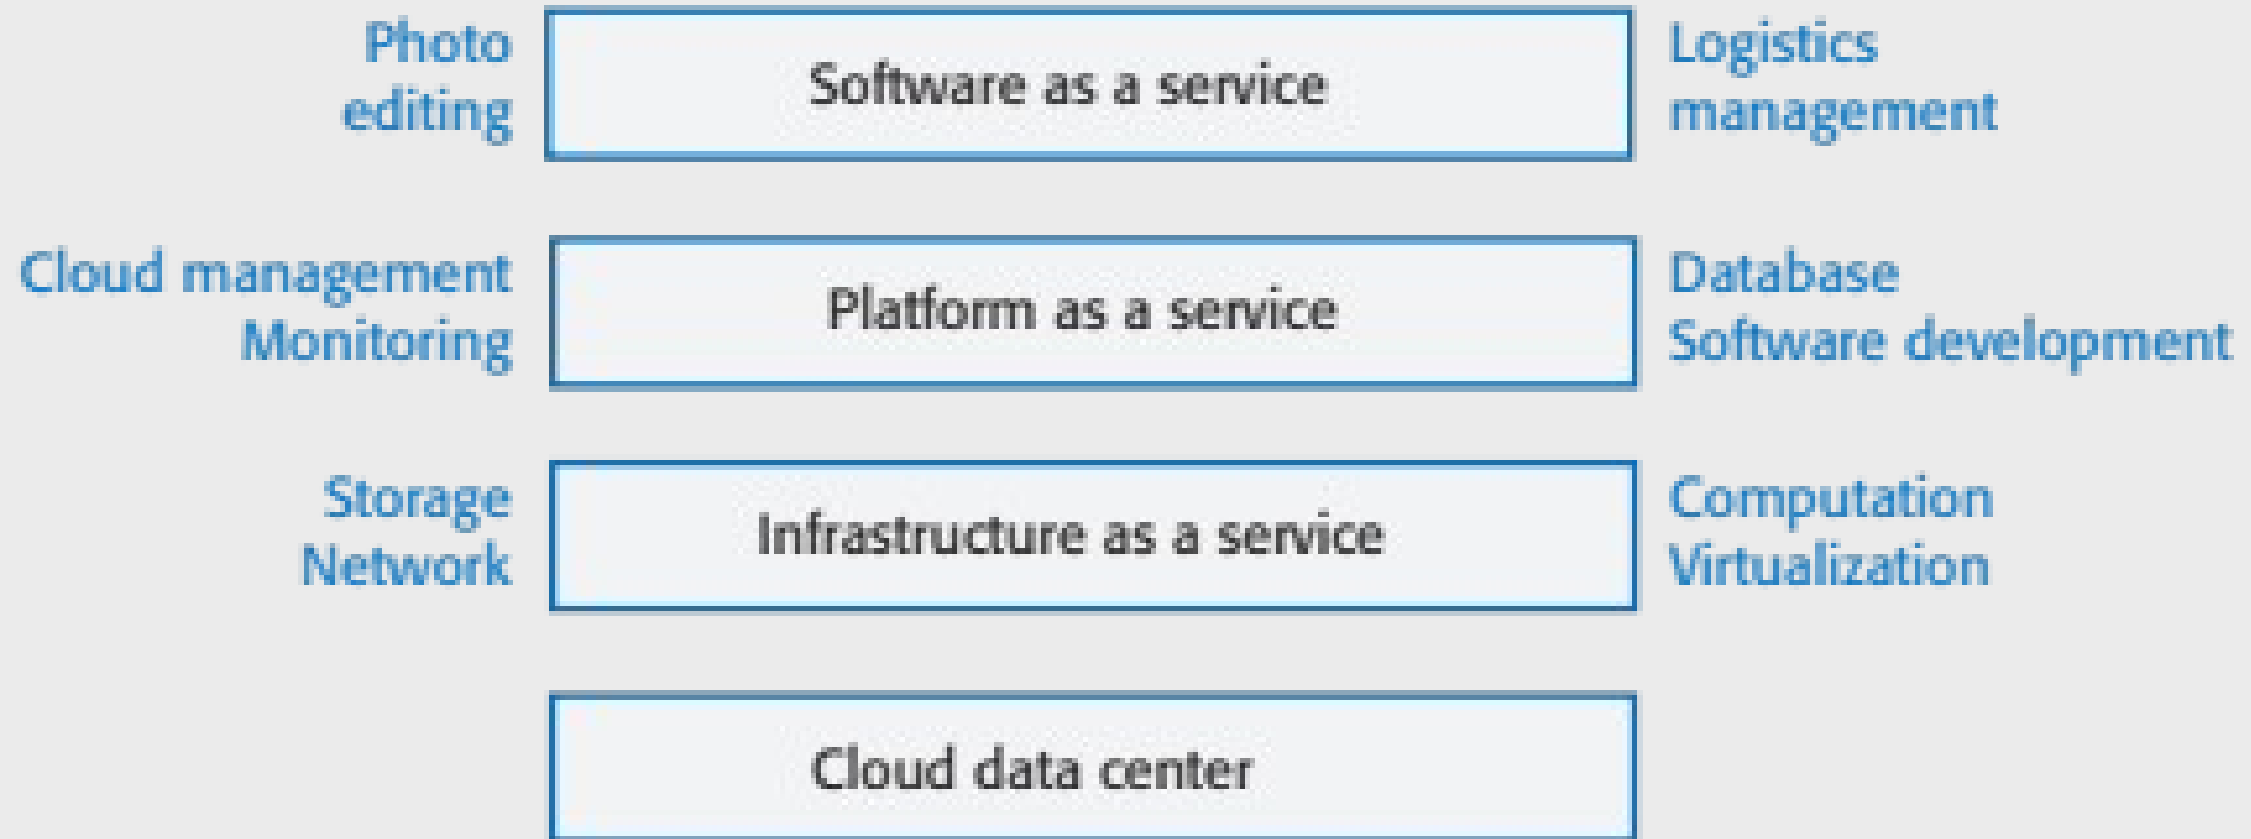 Photo
editing
Software as a service
Logistics
management
Cloud management
Monitoring
Platform as a service
Database
Software development
Storage
Network
Infrastructure as a service
Computation
Virtualization
Cloud data center